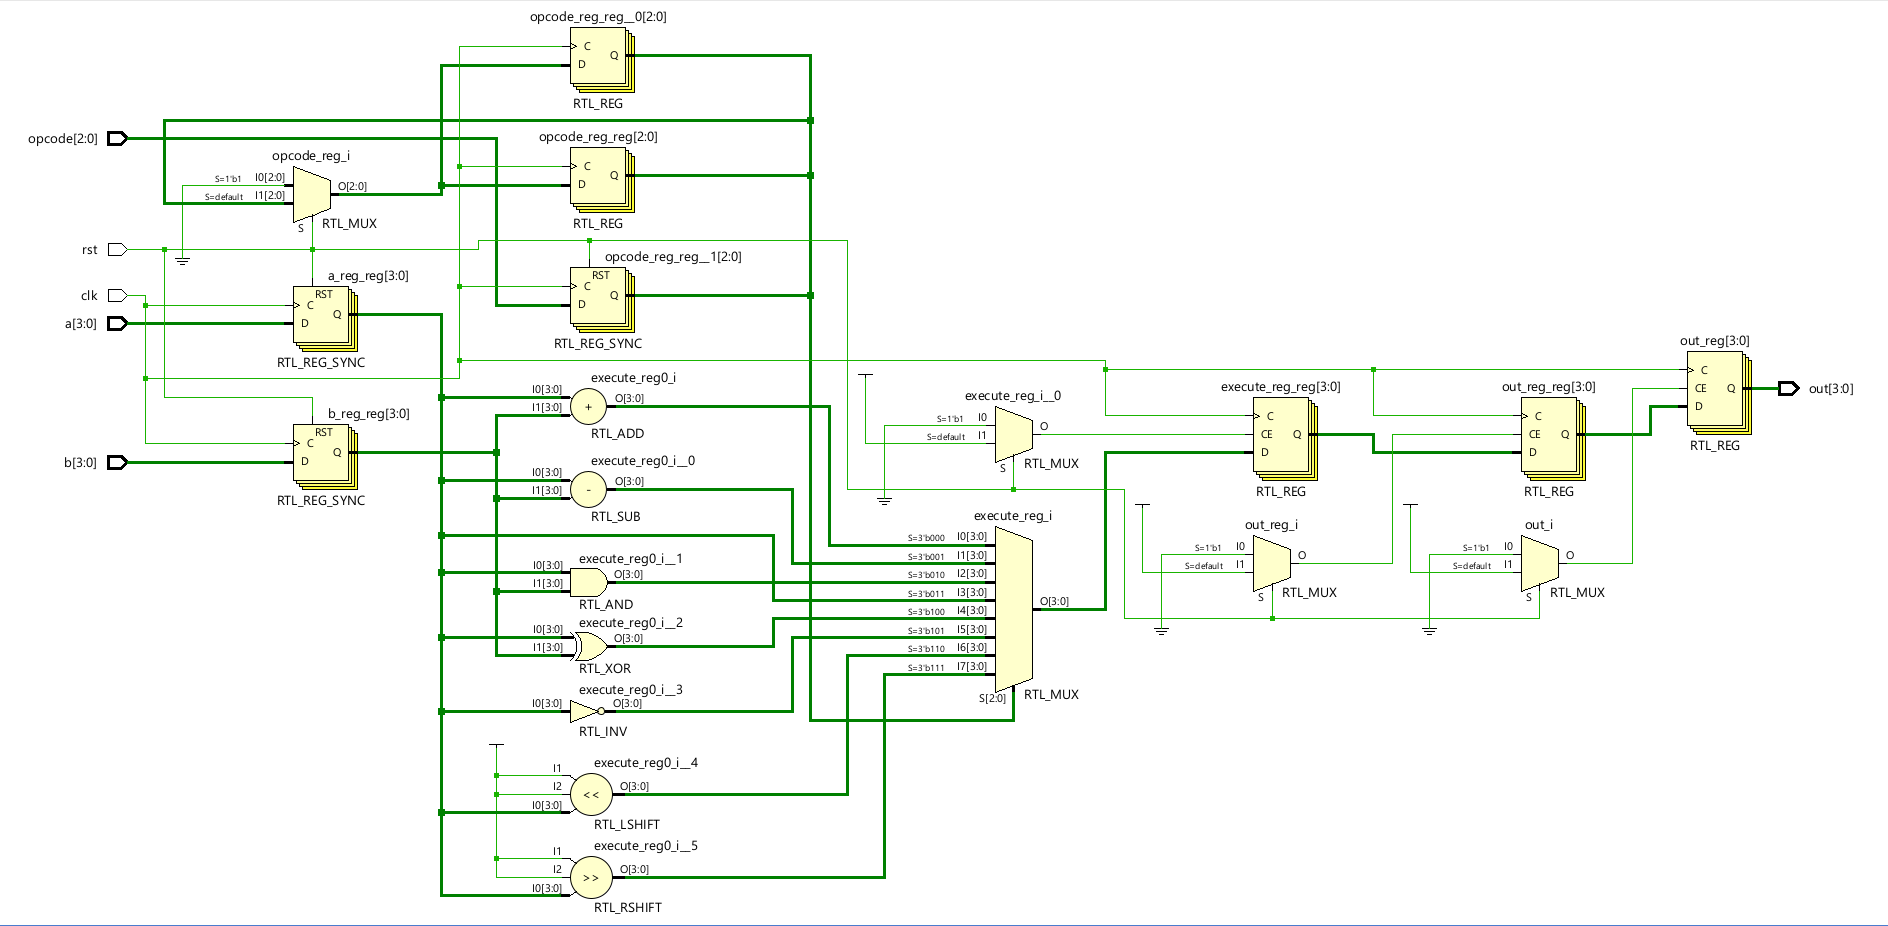 opcode_reg_reg__0[2:0]
C
D
Q
RTL_REG
opcode[2:0]
opcode_reg_i
S=1'b1
I0[2:0]
S=default
I1[2:0]
O[2:0]
S
RTL_MUX
opcode_reg_reg[2:0]
C
D
Q
RTL_REG
rst
clk
a[3:0]
a_reg_reg[3:0]
RST
C
D
Q
RTL_REG_SYNC
opcode_reg_reg__1[2:0]
RST
C
D
Q
RTL_REG_SYNC
b[3:0]
b_reg_reg[3:0]
RST
C
D
Q
RTL_REG_SYNC
execute_reg0_i
I0[3:0]
I1[3:0]
+
O[3:0]
RTL_ADD
execute_reg0_i__0
I0[3:0]
I1[3:0]
-
O[3:0]
RTL_SUB
execute_reg0_i__1
I0[3:0]
I1[3:0]
O[3:0]
RTL_AND
execute_reg0_i__2
I0[3:0]
I1[3:0]
O[3:0]
RTL_XOR
execute_reg0_i__3
I0[3:0]
O[3:0]
RTL_INV
execute_reg0_i__4
I1
I2
I0[3:0]
<<
O[3:0]
RTL_LSHIFT
execute_reg0_i__5
I1
I2
I0[3:0]
>>
O[3:0]
RTL_RSHIFT
execute_reg_i__0
S=1'b1
I0
S=default
I1
O
S
RTL_MUX
execute_reg_i
S=3'b000 I0[3:0]
S=3'b001 I1[3:0]
S=3'b010 I2[3:0]
S=3'b011 I3[3:0]
S=3'b100 I4[3:0]
S=3'b101 I5[3:0]
S=3'b110 I6[3:0]
S=3'b111 I7[3:0]
O[3:0]
S[2:0]
RTL_MUX
execute_reg_reg[3:0]
C
CE
D
Q
RTL_REG
out_reg_i
S=1'b1
I0
S=default
I1
O
S
RTL_MUX
out_reg_reg[3:0]
C
CE
D
Q
RTL_REG
out_i
S=1'b1
I0
S=default
I1
O
S
RTL_MUX
out_reg[3:0]
C
CE
D
Q
RTL_REG
out[3:0]